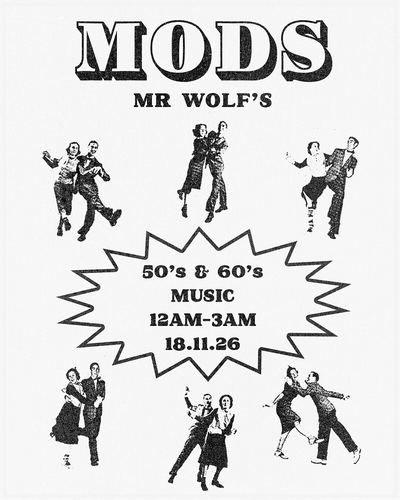 MODS
MR WOLF'S
50's & 60's
MUSIC
12AM-3AM
18.11.26